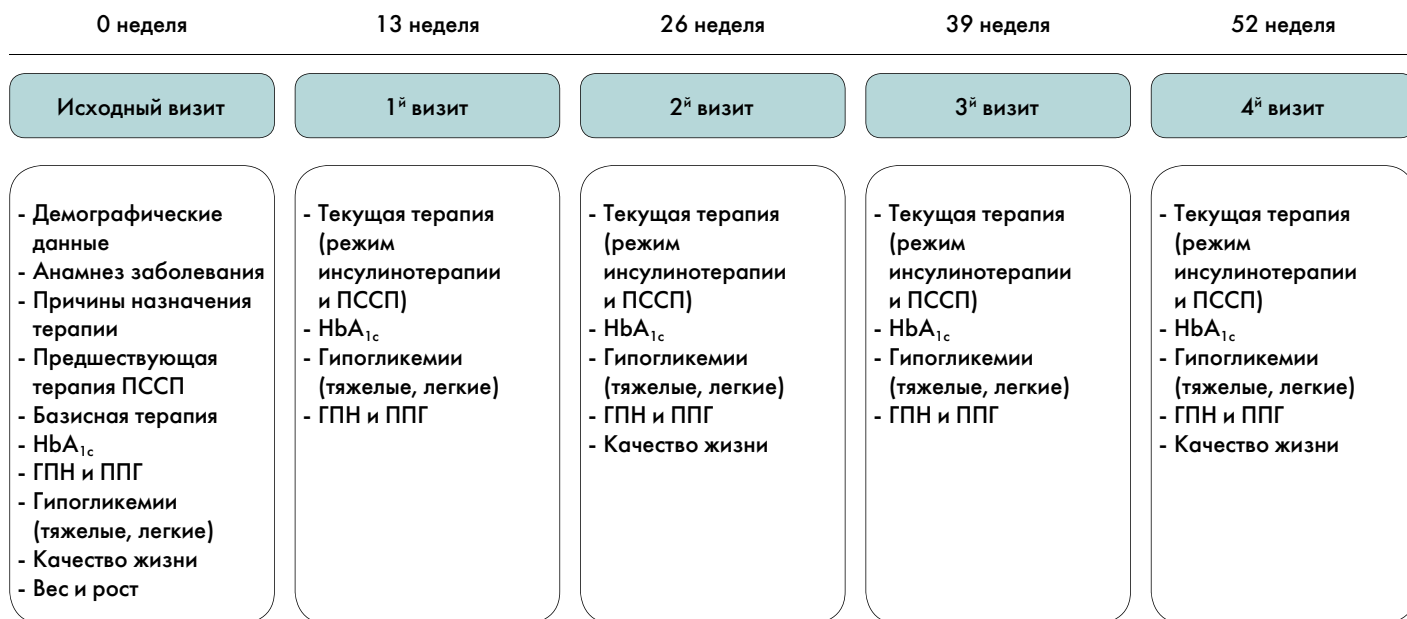 0 неделя
13 неделя
26 неделя
39 неделя
52 неделя
Исходный визит
1й визит
2й визит
3й визит
4й визит
- Демографические
данные
- Анамнез заболевания
- Причины назначения
терапии
- Предшествующая
терапия ПССП
- Базисная терапия
- HbA1c
- ГПН и ППГ
- Гипогликемии
(тяжелые, легкие)
- Качество жизни
- Вес и рост
- Текущая терапия
(режим
инсулинотерапии
и ПССП)
- HbA1c
- Гипогликемии
(тяжелые, легкие)
- ГПН и ППГ
- Текущая терапия
(режим
инсулинотерапии
и ПССП)
- HbA1c
- Гипогликемии
(тяжелые, легкие)
- ГПН и ППГ
- Качество жизни
- Текущая терапия
(режим
инсулинотерапии
и ПССП)
- HbA1c
- Гипогликемии
(тяжелые, легкие)
- ГПН и ППГ
- Текущая терапия
(режим
инсулинотерапии
и ПССП)
- HbA1c
- Гипогликемии
(тяжелые, легкие)
- ГПН и ППГ
- Качество жизни